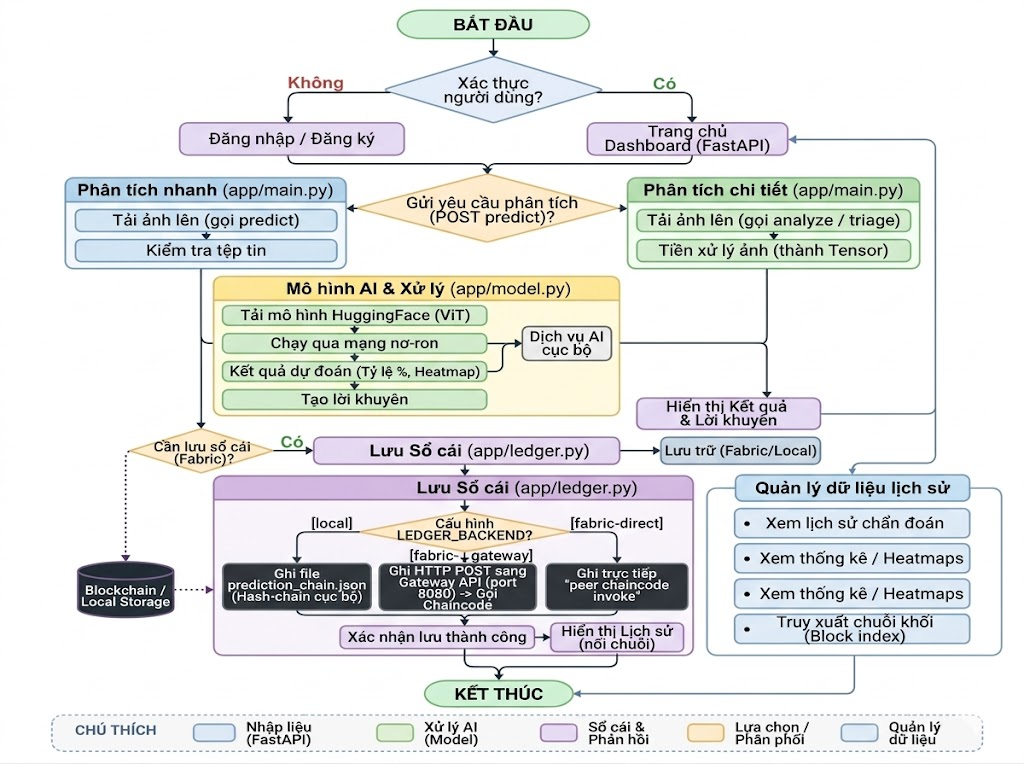 BẮT ĐẦU
Xác thực
người dùng?
Không
Có
Đăng nhập / Đăng ký
Trang chủ
Dashboard (FastAPI)
Gửi yêu cầu phân tích
(POST predict)?
Phân tích nhanh (app/main.py)
Tải ảnh lên (gọi predict)
Kiểm tra tệp tin
Phân tích chi tiết (app/main.py)
Tải ảnh lên (gọi analyze / triage)
Tiền xử lý ảnh (thành Tensor)
Mô hình AI & Xử lý (app/model.py)
Tải mô hình HuggingFace (ViT)
Chạy qua mạng nơ-ron
Kết quả dự đoán (Tỷ lệ %, Heatmap)
Tạo lời khuyên
Dịch vụ AI
cục bộ
Hiển thị Kết quả
& Lời khuyên
Cần lưu sổ cái
(Fabric)?
Có
Lưu Sổ cái (app/ledger.py)
Lưu trữ (Fabric/Local)
Lưu Sổ cái (app/ledger.py)
Cấu hình
LEDGER_BACKEND?
[local]
[fabric-direct]
[fabric- gateway]
Ghi file
prediction_chain.json
(Hash-chain cục bộ)
Ghi HTTP POST sang
Gateway API (port
8080) -> Gọi
Chaincode
Ghi trực tiếp
"peer chaincode
invoke"
Xác nhận lưu thành công
Hiển thị Lịch sử
(nối chuỗi)
Blockchain /
Local Storage
Quản lý dữ liệu lịch sử
• Xem lịch sử chẩn đoán
• Xem thống kê / Heatmaps
• Xem thống kê / Heatmaps
• Truy xuất chuỗi khối
(Block index)
KẾT THÚC
CHÚ THÍCH
Nhập liệu
(FastAPI)
Xử lý AI
(Model)
Sổ cái &
Phản hồi
Lựa chọn /
Phân phối
Quản lý
dữ liệu